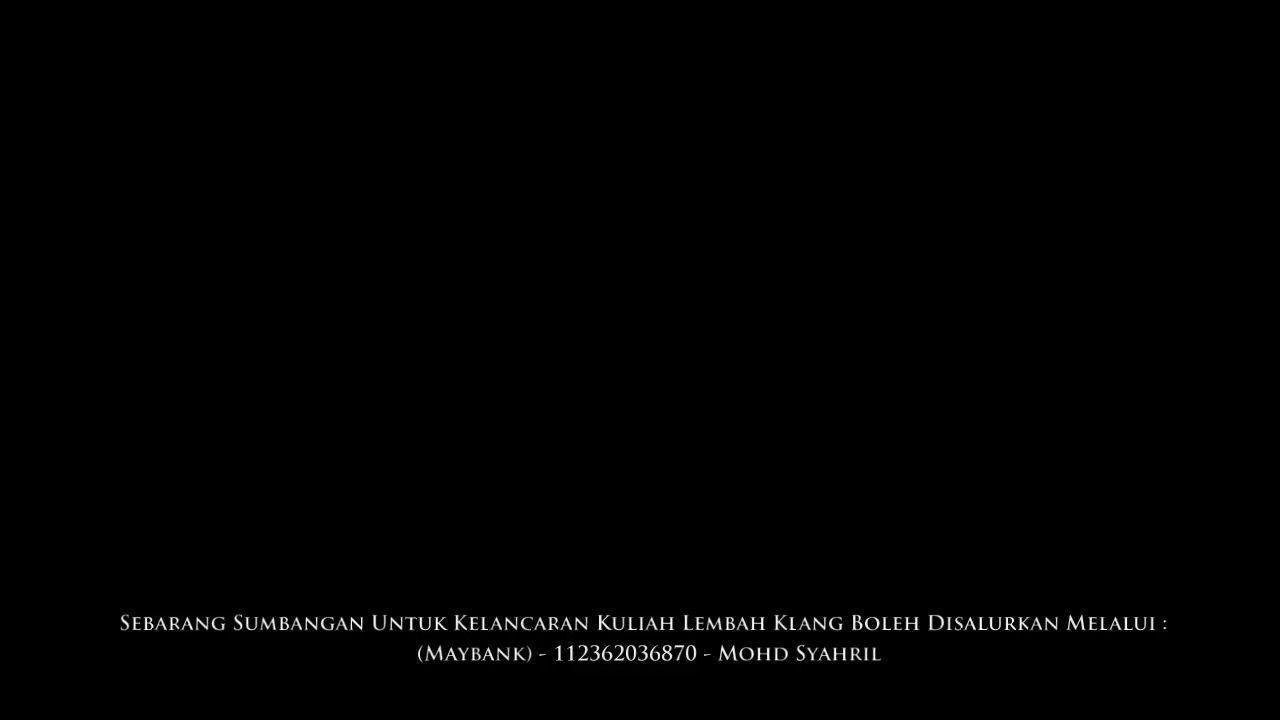 Sebarang Sumbangan Untuk Kelancaran Kuliah Lembah Klang Boleh Disalurkan Melalui :
(Maybank) - 112362036870 - Mohd Syahril